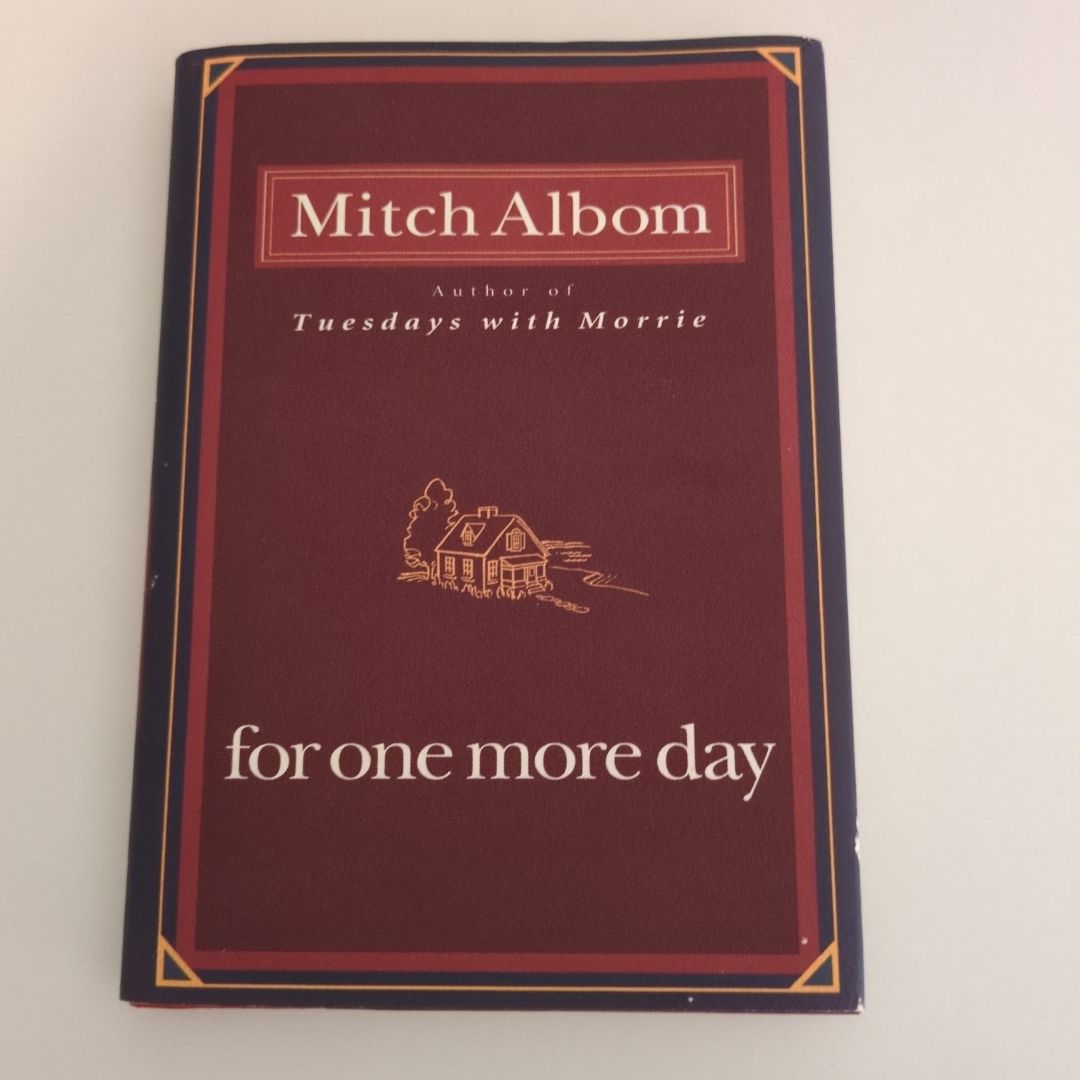 Mitch Albom
Author of
Tuesdays with Morrie
for one more day